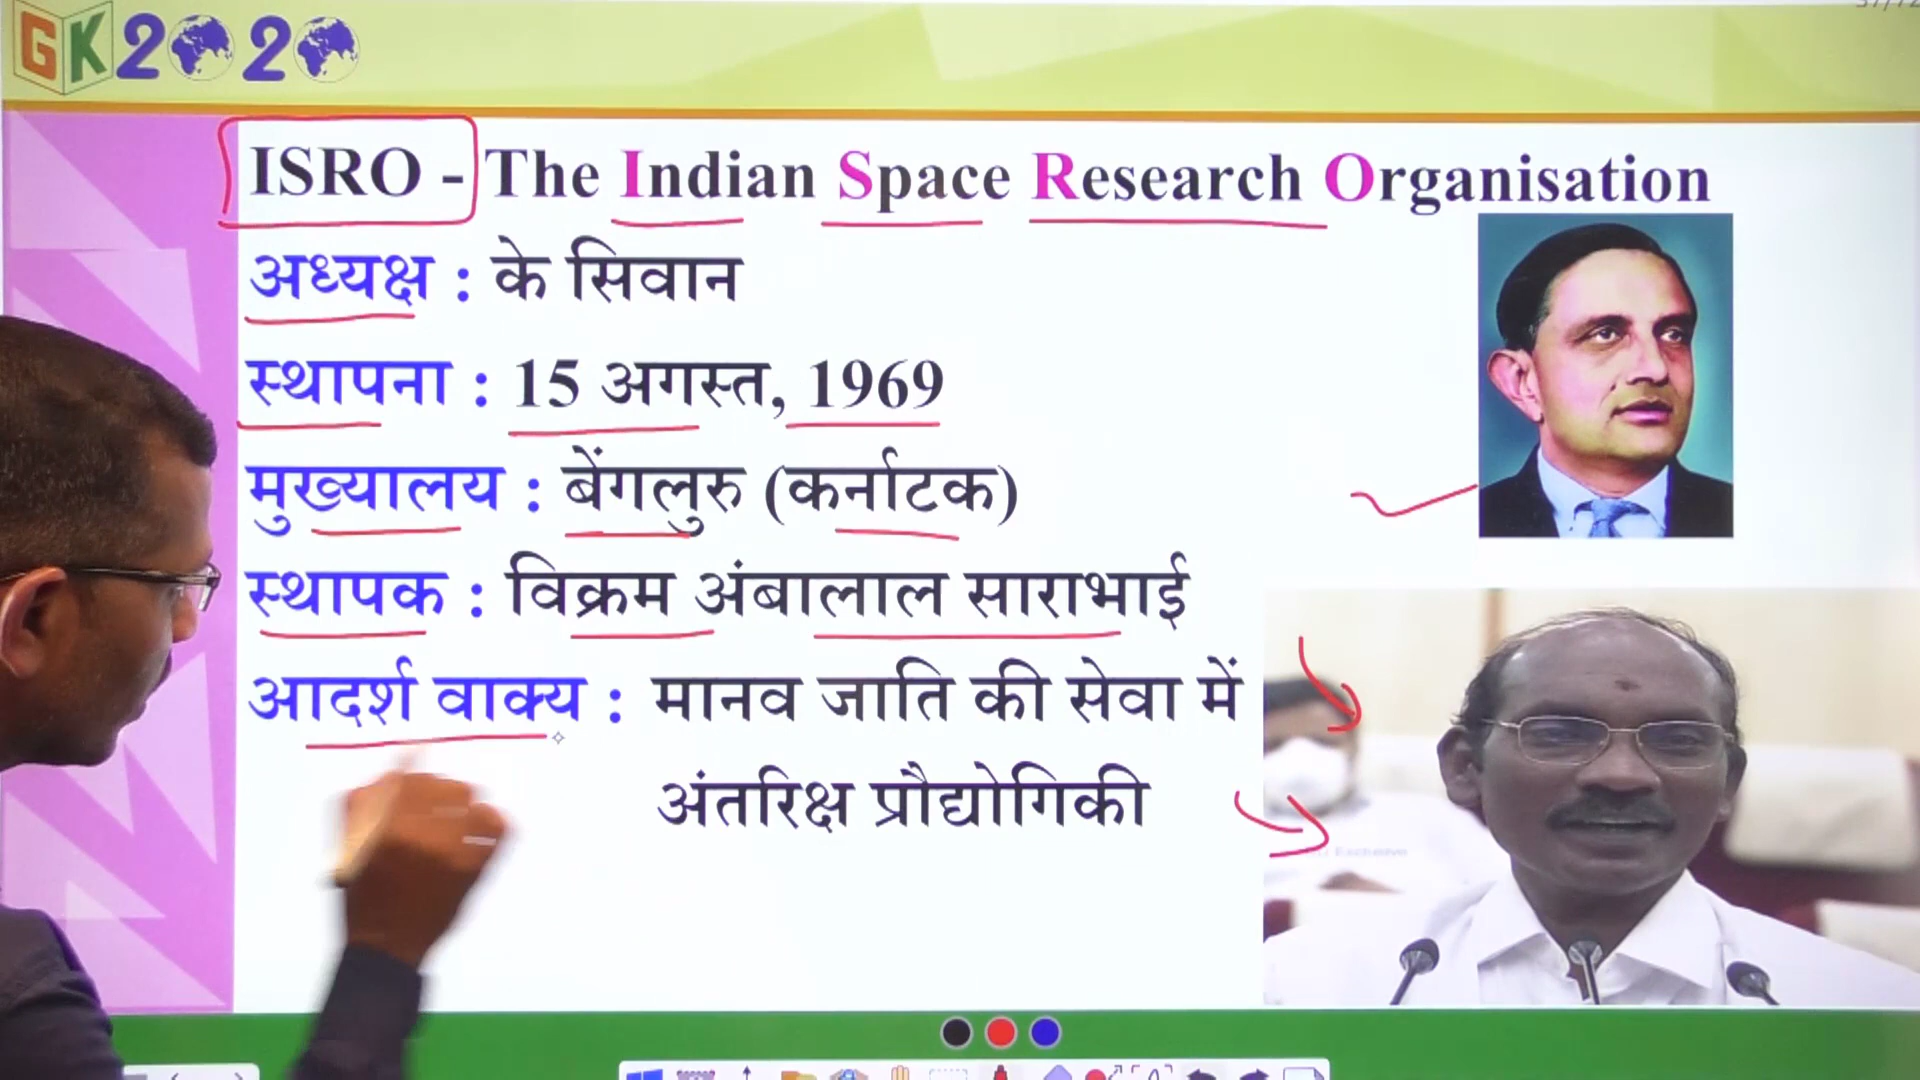 GK2020
ISRO - The Indian Space Research Organisation
अध्यक्ष : के सिवान
स्थापना : 15 अगस्त, 1969
मुख्यालय : बेंगलुरु (कर्नाटक)
स्थापक : विक्रम अंबालाल साराभाई
आदर्श वाक्य : मानव जाति की सेवा में
अंतरिक्ष प्रौद्योगिकी
Exclusive